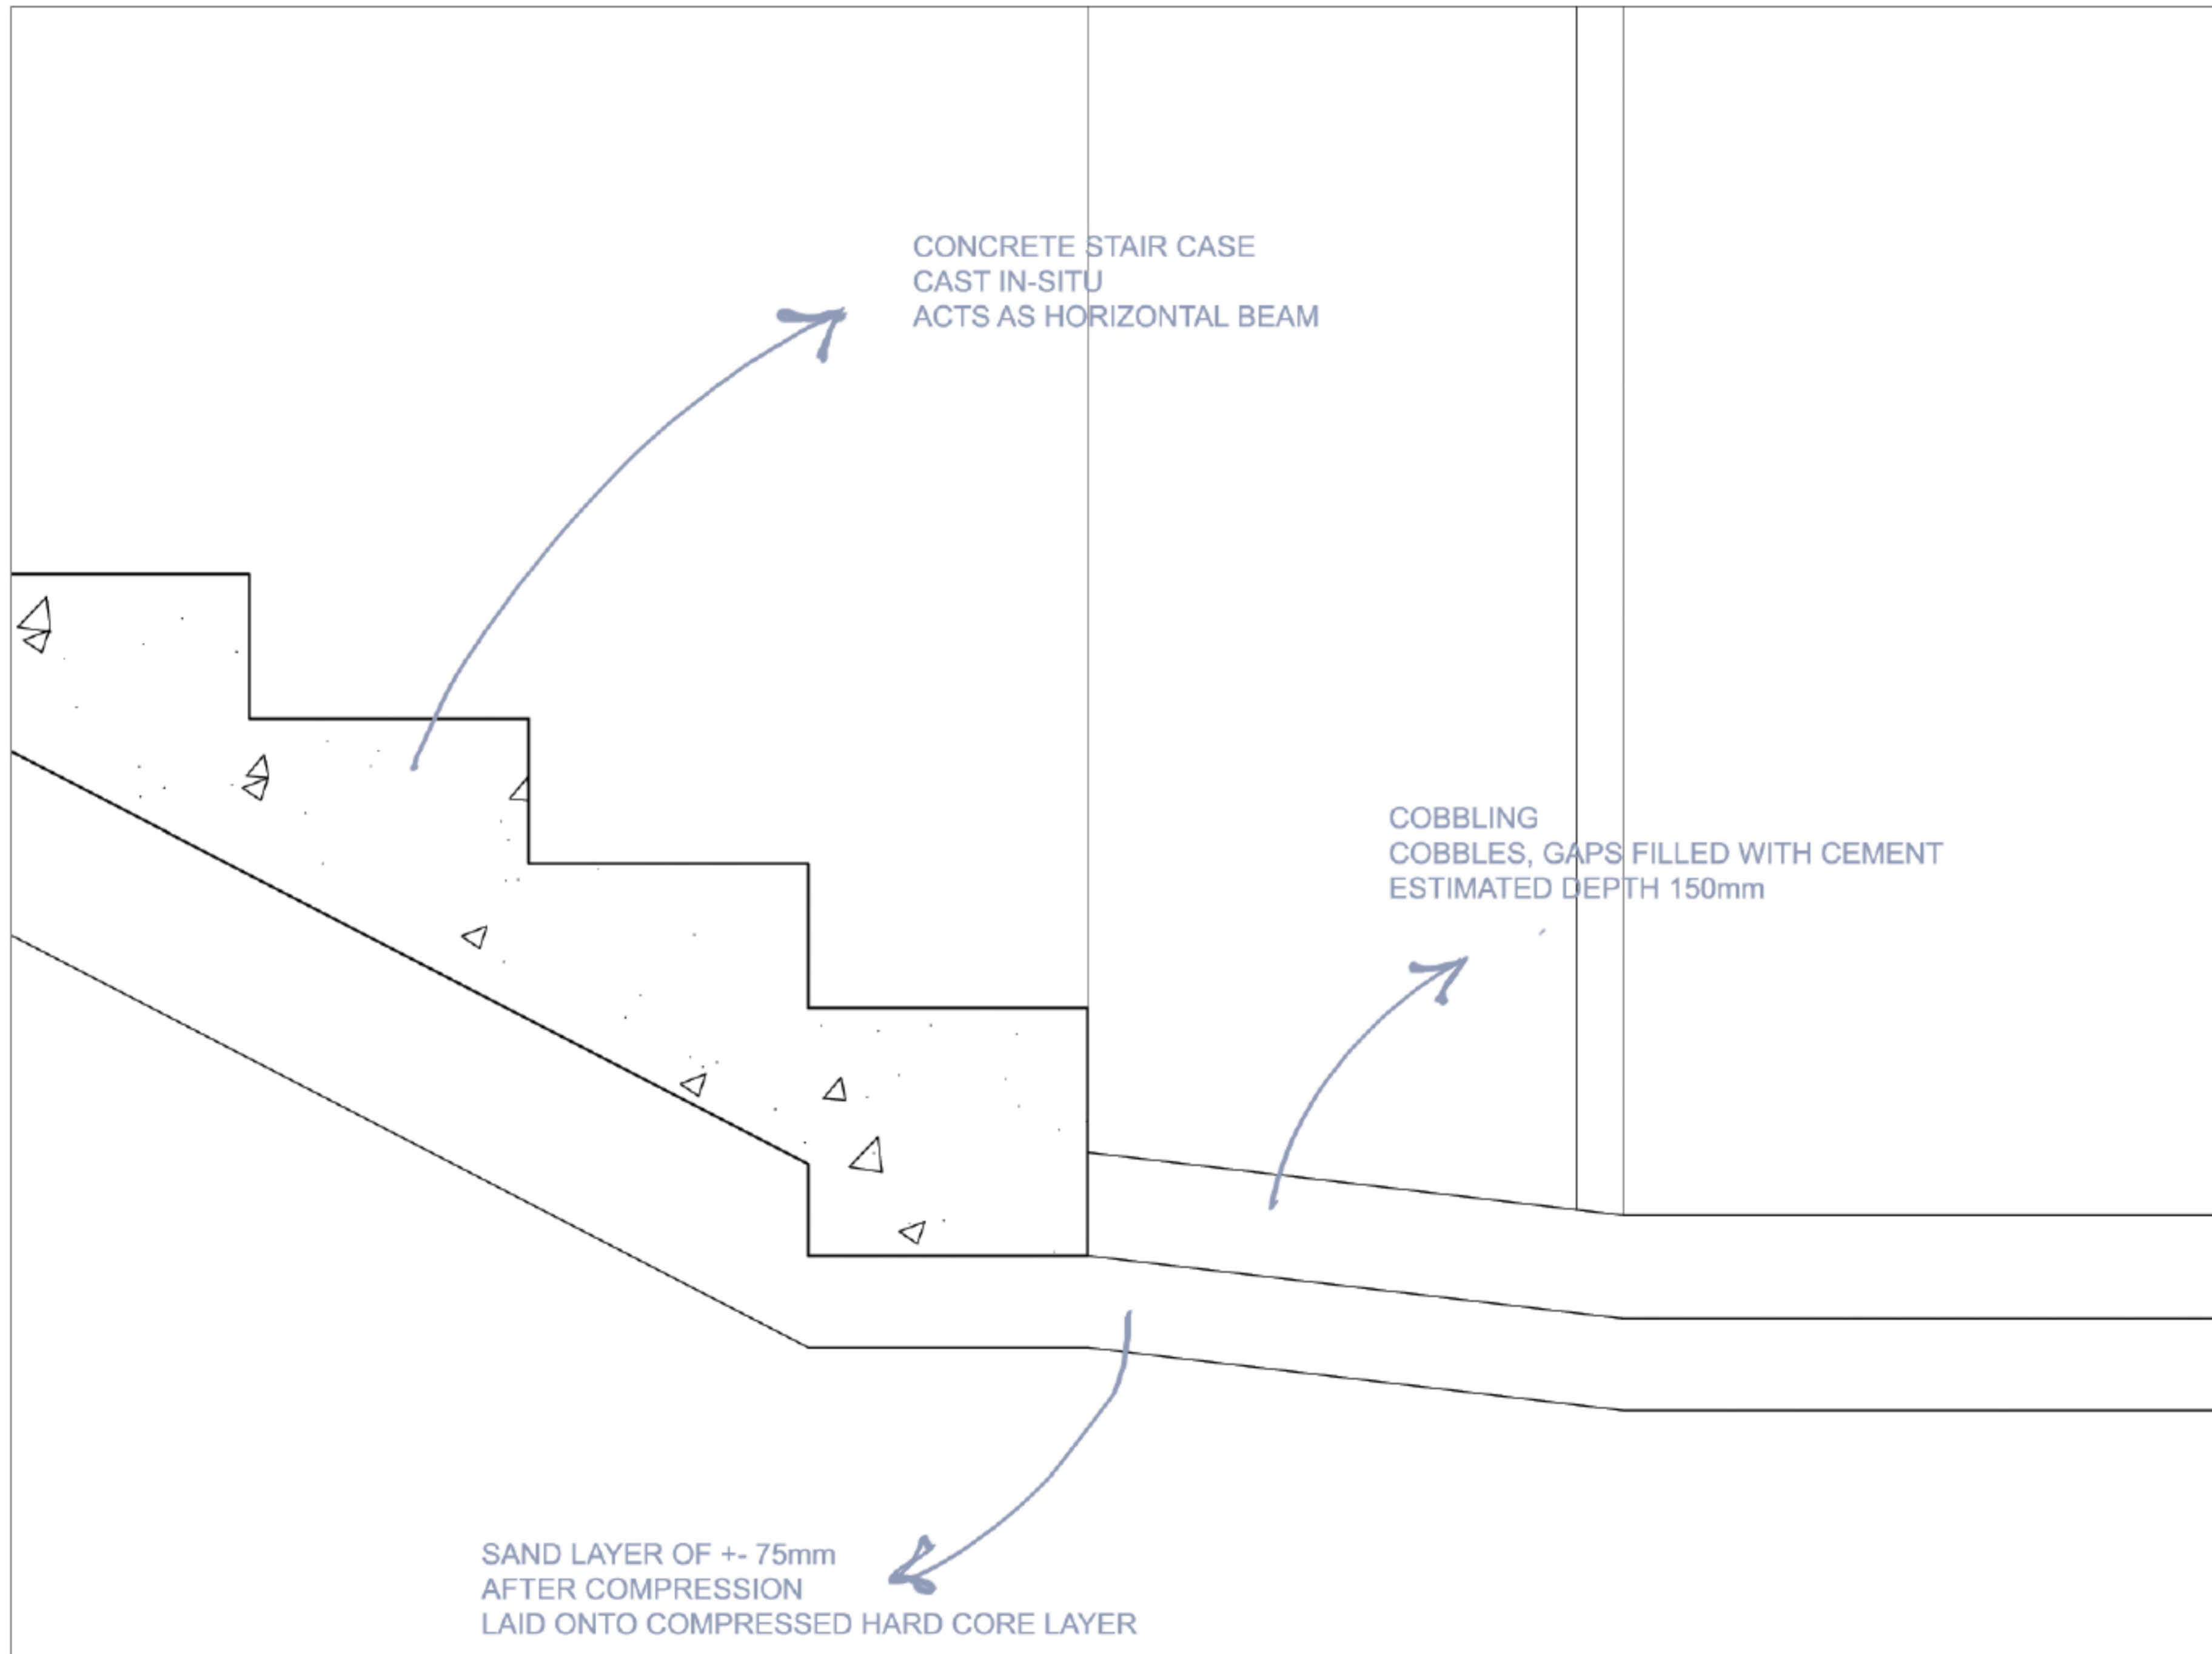 CONCRETE STAIR CASE
CAST IN-SITU
ACTS AS HORIZONTAL BEAM
COBBLING
COBBLES, GAPS FILLED WITH CEMENT
ESTIMATED DEPTH 150mm
SAND LAYER OF +- 75mm
AFTER COMPRESSION
LAID ONTO COMPRESSED HARD CORE LAYER